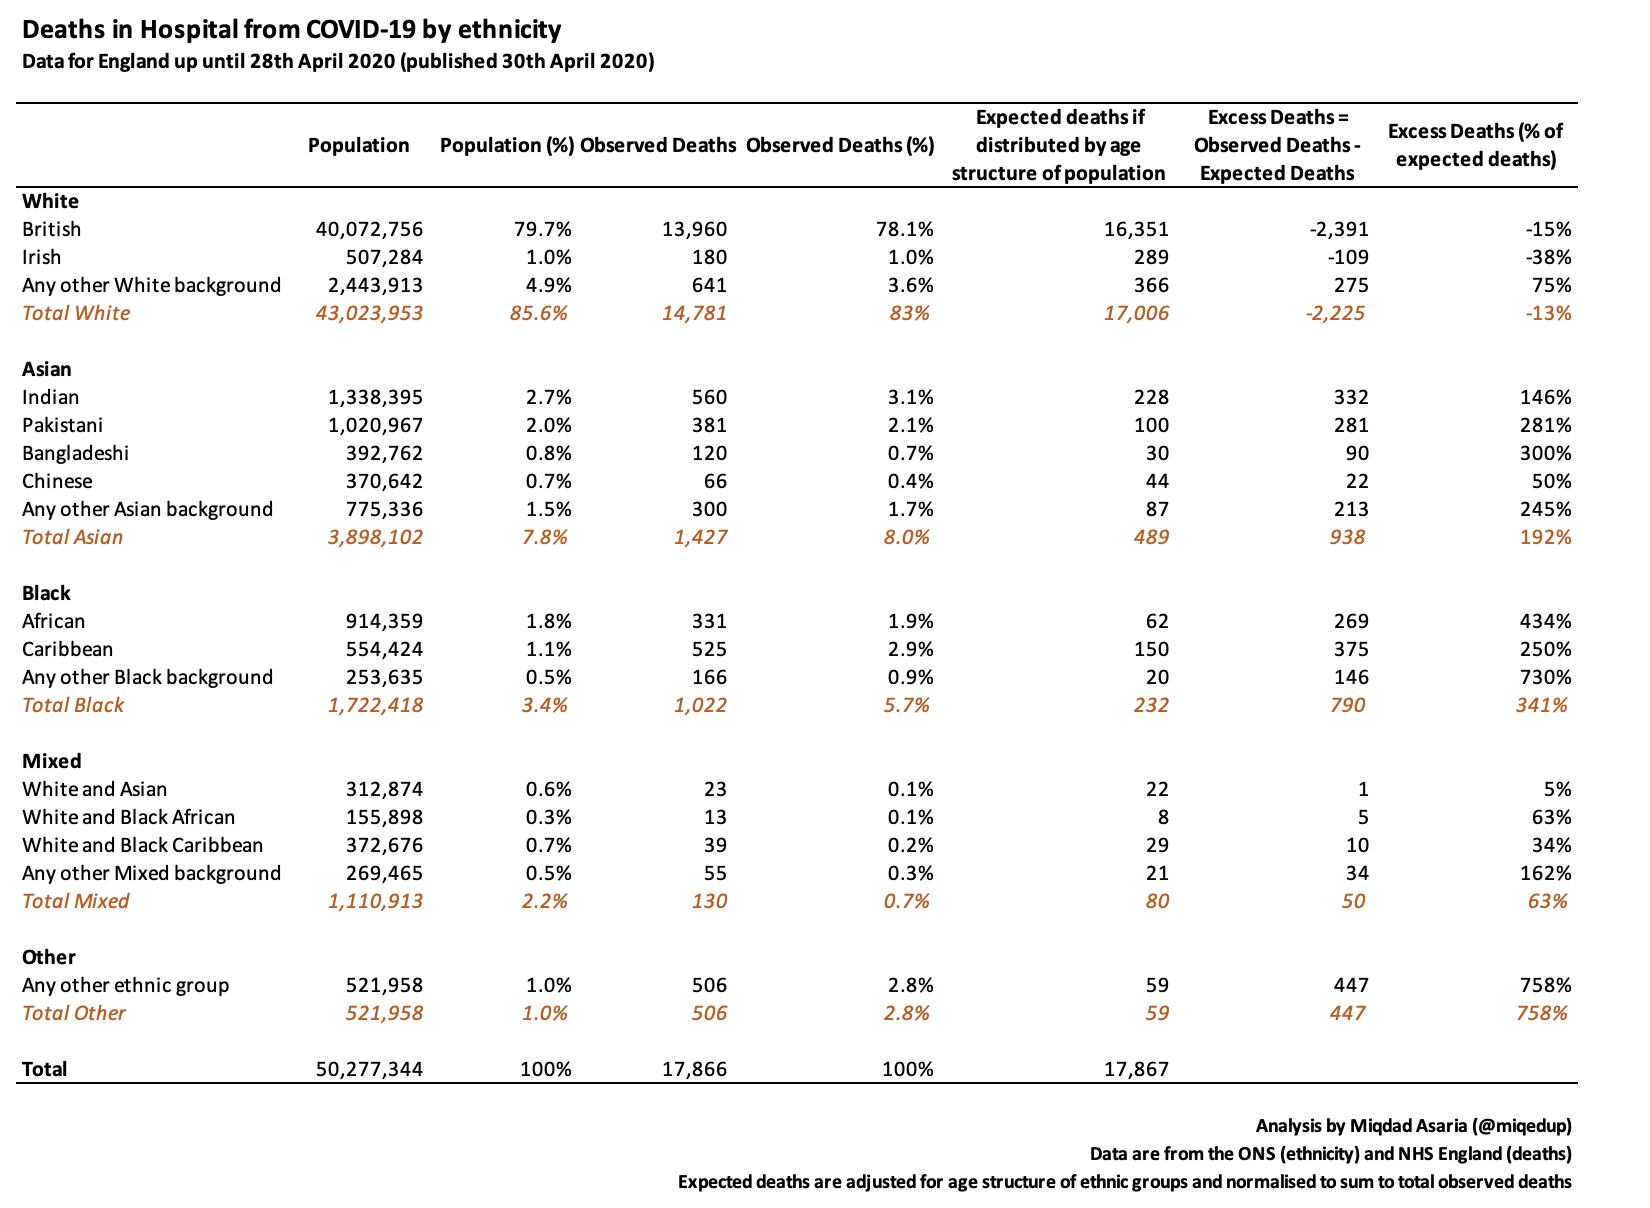 Deaths in Hospital from COVID-19 by ethnicity
Data for England up until 28th April 2020 (published 30th April 2020)
Population Population (%) Observed Deaths Observed Deaths (%) Expected deaths if distributed by age structure of population Excess Deaths = Observed Deaths - Expected Deaths Excess Deaths (% of expected deaths)
White
British 40,072,756 79.7% 13,960 78.1% 16,351 -2,391 -15%
Irish 507,284 1.0% 180 1.0% 289 -109 -38%
Any other White background 2,443,913 4.9% 641 3.6% 366 275 75%
Total White 43,023,953 85.6% 14,781 83% 17,006 -2,225 -13%
Asian
Indian 1,338,395 2.7% 560 3.1% 228 332 146%
Pakistani 1,020,967 2.0% 381 2.1% 100 281 281%
Bangladeshi 392,762 0.8% 120 0.7% 30 90 300%
Chinese 370,642 0.7% 66 0.4% 44 22 50%
Any other Asian background 775,336 1.5% 300 1.7% 87 213 245%
Total Asian 3,898,102 7.8% 1,427 8.0% 489 938 192%
Black
African 914,359 1.8% 331 1.9% 62 269 434%
Caribbean 554,424 1.1% 525 2.9% 150 375 250%
Any other Black background 253,635 0.5% 166 0.9% 20 146 730%
Total Black 1,722,418 3.4% 1,022 5.7% 232 790 341%
Mixed
White and Asian 312,874 0.6% 23 0.1% 22 1 5%
White and Black African 155,898 0.3% 13 0.1% 8 5 63%
White and Black Caribbean 372,676 0.7% 39 0.2% 29 10 34%
Any other Mixed background 269,465 0.5% 55 0.3% 21 34 162%
Total Mixed 1,110,913 2.2% 130 0.7% 80 50 63%
Other
Any other ethnic group 521,958 1.0% 506 2.8% 59 447 758%
Total Other 521,958 1.0% 506 2.8% 59 447 758%
Total 50,277,344 100% 17,866 100% 17,867
Analysis by Miqdad Asaria (@miqedup)
Data are from the ONS (ethnicity) and NHS England (deaths)
Expected deaths are adjusted for age structure of ethnic groups and normalised to sum to total observed deaths